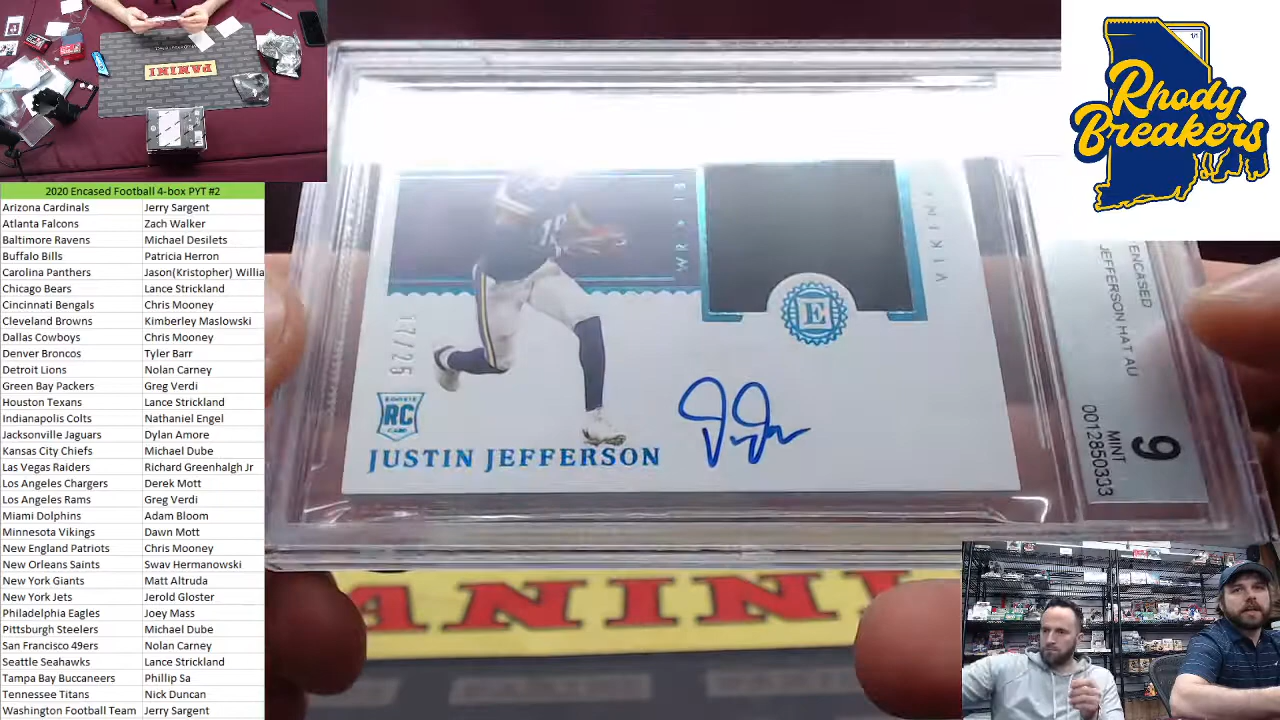 PANINI
Rhody
Breakers
1/1
2020 Encased Football 4-box PYT #2
Arizona Cardinals Jerry Sargent
Atlanta Falcons Zach Walker
Baltimore Ravens Michael Desilets
Buffalo Bills Patricia Herron
Carolina Panthers Jason(Kristopher) Willia
Chicago Bears Lance Strickland
Cincinnati Bengals Chris Mooney
Cleveland Browns Kimberley Maslowski
Dallas Cowboys Chris Mooney
Denver Broncos Tyler Barr
Detroit Lions Nolan Carney
Green Bay Packers Greg Verdi
Houston Texans Lance Strickland
Indianapolis Colts Nathaniel Engel
Jacksonville Jaguars Dylan Amore
Kansas City Chiefs Michael Dube
Las Vegas Raiders Richard Greenhalgh Jr
Los Angeles Chargers Derek Mott
Los Angeles Rams Greg Verdi
Miami Dolphins Adam Bloom
Minnesota Vikings Dawn Mott
New England Patriots Chris Mooney
New Orleans Saints Swav Hermanowski
New York Giants Matt Altruda
New York Jets Jerold Gloster
Philadelphia Eagles Joey Mass
Pittsburgh Steelers Michael Dube
San Francisco 49ers Nolan Carney
Seattle Seahawks Lance Strickland
Tampa Bay Buccaneers Phillip Sa
Tennessee Titans Nick Duncan
Washington Football Team Jerry Sargent
WR
E
ROOKIE
RC
CARD
JUSTIN JEFFERSON
ENCASED
JEFFERSON HAT AU
9
MINT
0012850333
PANINI